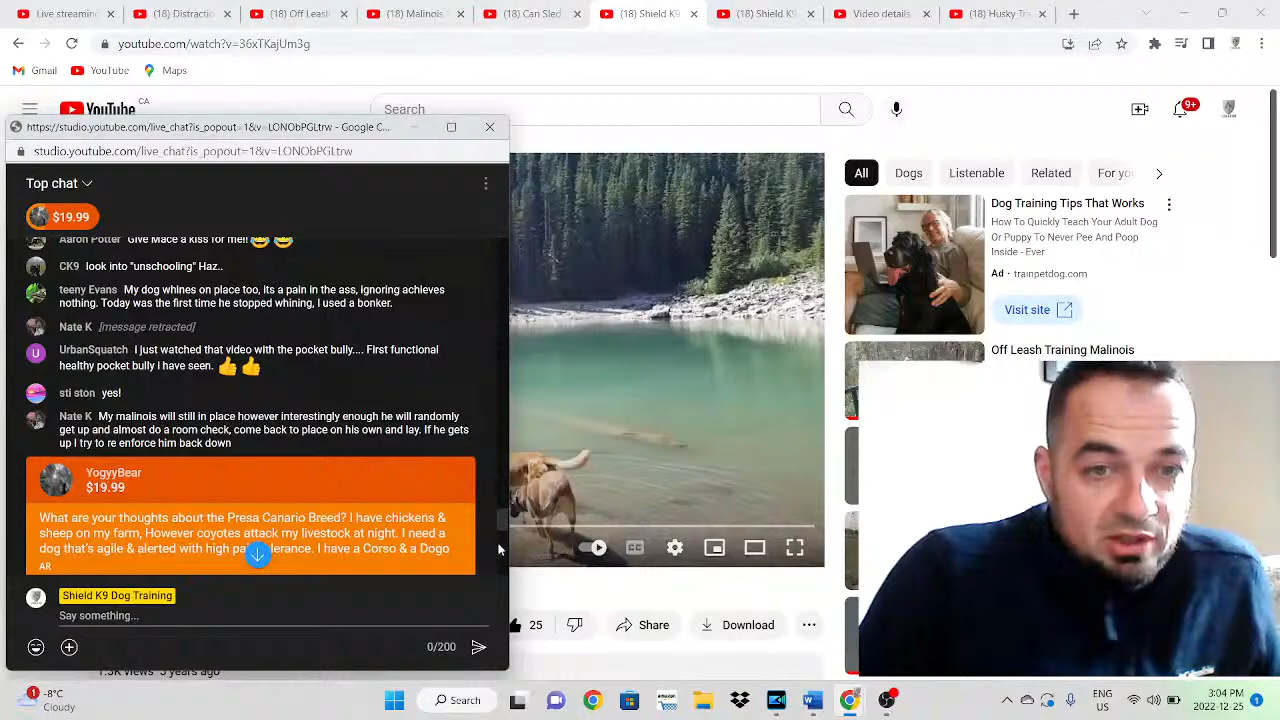 (18) Live streaming
(18) Distractio
(18) Off Leash
(18) Malinois
(18) Can Sled
(18) Shield K9
(18) Shield K9
Video details
(18) Husky T
youtube.com/watch?v=36xTKajUm3g
Gmail
YouTube
Maps
YouTube CA
Search
9+
https://studio.youtube.com/live_chat?is_popout=1&v=LONObPGLtrw - Google C...
studio.youtube.com/live_chat?is_popout=1&v=LONObPGLtrw
Top chat
$19.99
Aaron Potter Give Mace a kiss for me!! 😂 😂
CK9 look into "unschooling" Haz..
teeny Evans My dog whines on place too, its a pain in the ass, ignoring achieves
nothing. Today was the first time he stopped whining, I used a bonker.
Nate K [message retracted]
U
UrbanSquatch I just watched that video with the pocket bully.... First functional
healthy pocket bully I have seen. 👍👍
sti ston yes!
Nate K My malinois will still in place however interestingly enough he will randomly
get up and almost do a room check, come back to place on his own and lay. If he gets
up I try to re enforce him back down
YogyyBear
$19.99
What are your thoughts about the Presa Canario Breed? I have chickens &
sheep on my farm, However coyotes attack my livestock at night. I need a
dog that's agile & alerted with high pa lerance. I have a Corso & a Dogo
AR
Shield K9 Dog Training
Say something...
0/200
All
Dogs
Listenable
Related
For you
Dog Training Tips That Works
How To Quickly Teach Your Adult Dog
Or Puppy To Never Pee And Poop
Inside - Ever
Ad · trainpetdog.com
Visit site
Off Leash Training Malinois
25
Share
Download
1.3K views 5 years ago
1
-8°C
Cloudy
Search
ENG
3:04 PM
2022-12-25
1